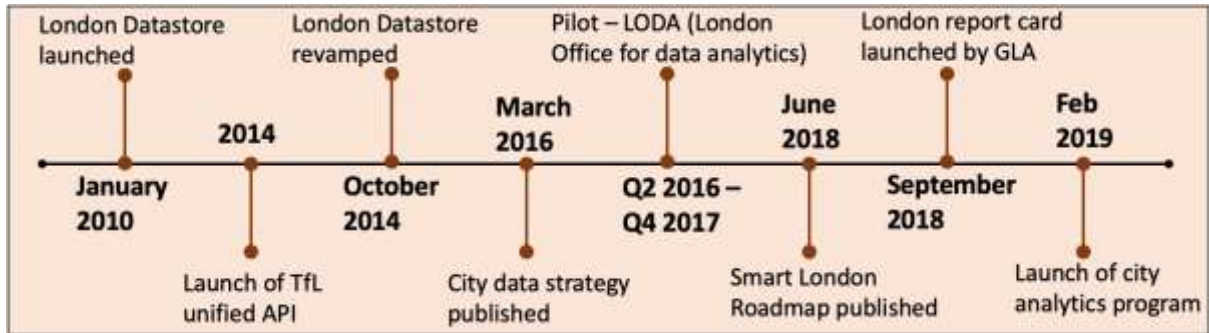 London Datastore
launched
London Datastore
revamped
Pilot – LODA (London
Office for data analytics)
London report card
launched by GLA
2014
March
2016
June
2018
Feb
2019
January
2010
October
2014
Q2 2016 –
Q4 2017
September
2018
Launch of TfL
unified API
City data strategy
published
Smart London
Roadmap published
Launch of city
analytics program